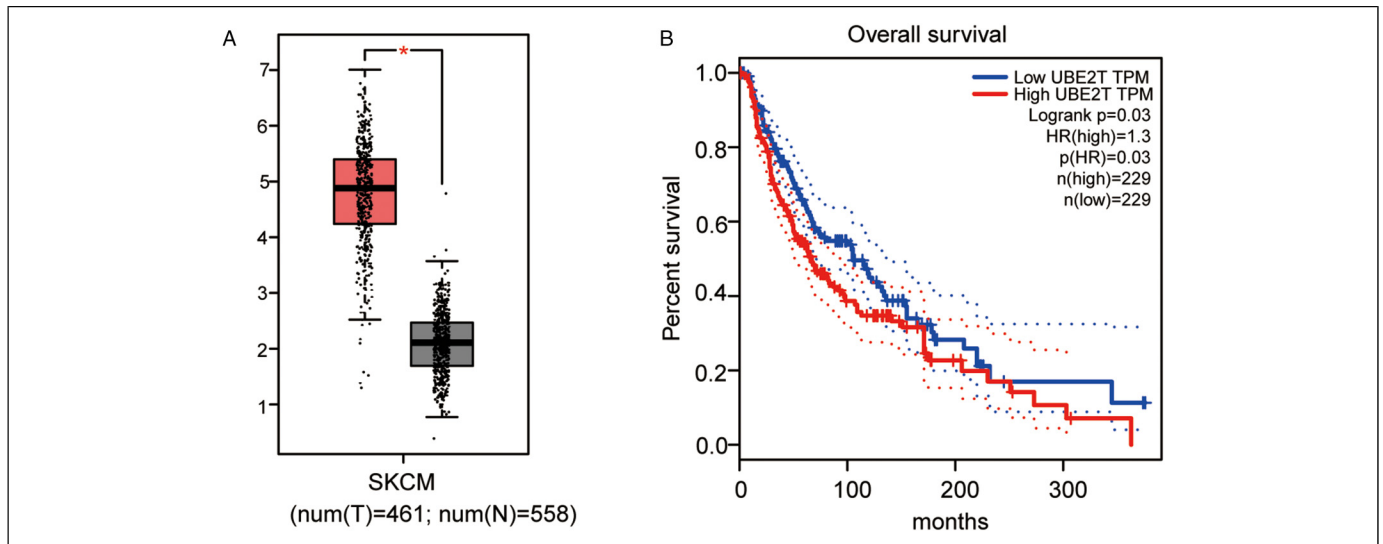 A
*
7
6
5
4
3
2
1
SKCM
(num(T)=461; num(N)=558)
B
Overall survival
Low UBE2T TPM
High UBE2T TPM
Logrank p=0.03
HR(high)=1.3
p(HR)=0.03
n(high)=229
n(low)=229
Percent survival
1.0
0.8
0.6
0.4
0.2
0.0
0 100 200 300
months